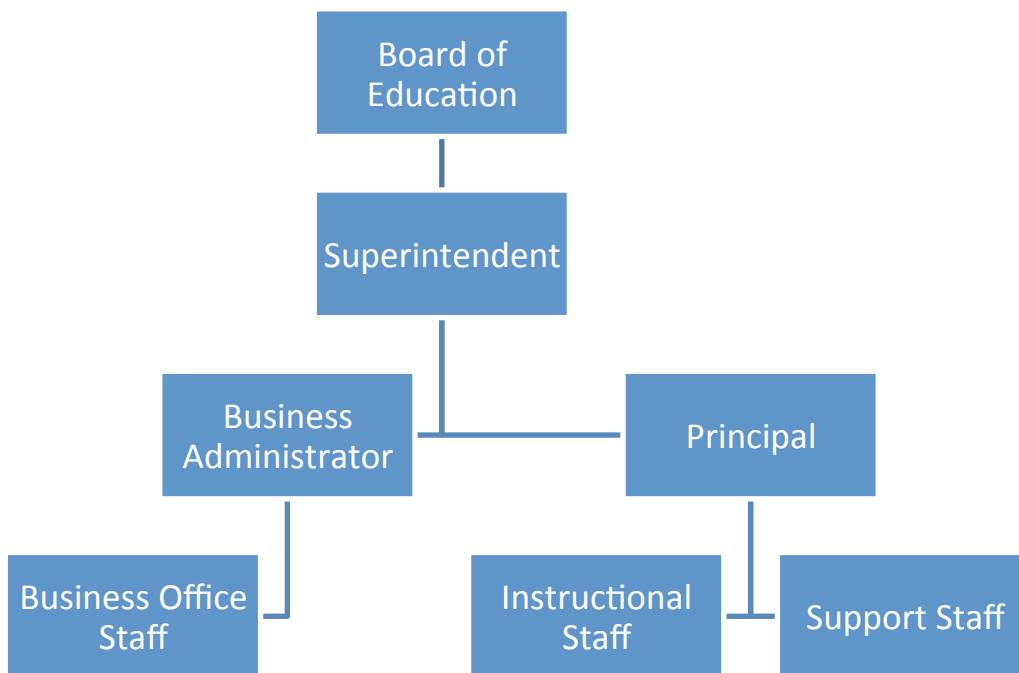 Board of
Education
Superintendent
Business
Administrator
Principal
Business Office
Staff
Instructional
Staff
Support Staff